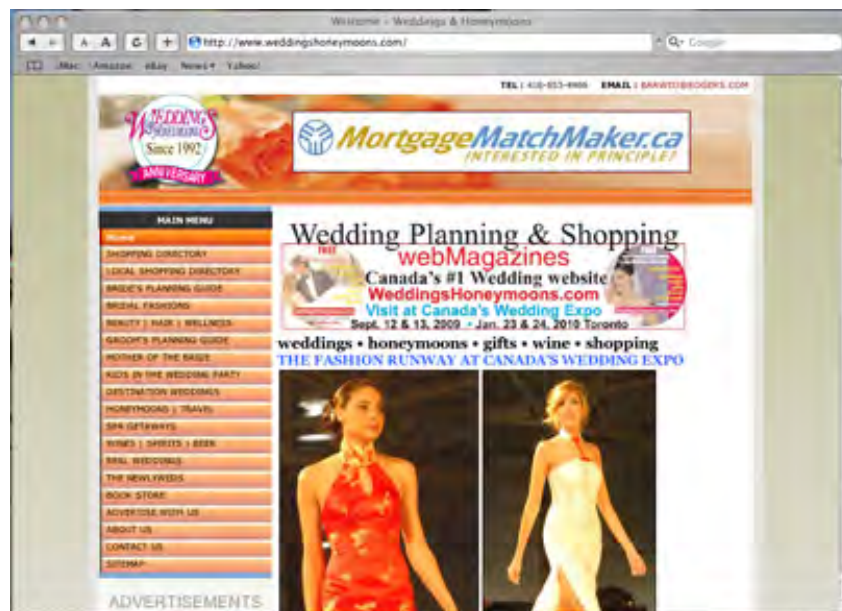 Welcome - Weddings & Honeymoons
A A C +
http://www.weddingshoneymoons.com/
Google
iMac Amazon eBay News Yahoo!
TEL | 416-653-4986 EMAIL |
WEDDINGS
HONEYMOONS
Since 1992
ANNIVERSARY
MortgageMatchMaker.ca
INTERESTED IN PRINCIPLE?
MAIN MENU
Home
SHOPPING DIRECTORY
LOCAL SHOPPING DIRECTORY
BRIDE'S PLANNING GUIDE
BRIDAL FASHIONS
BEAUTY | HAIR | WELLNESS
GROOM'S PLANNING GUIDE
MOTHER OF THE BRIDE
KIDS IN THE WEDDING PARTY
DESTINATION WEDDINGS
HONEYMOONS | TRAVEL
SPA GETAWAYS
WINES | SPIRITS | BEER
REAL WEDDINGS
THE NEWLYWEDS
BOOK STORE
ADVERTISE WITH US
ABOUT US
CONTACT US
SITEMAP
ADVERTISEMENTS
Wedding Planning & Shopping
FREE
webMagazines
Canada's #1 Wedding website
WeddingsHoneymoons.com
Visit at Canada's Wedding Expo
Sept. 12 & 13, 2009 • Jan. 23 & 24, 2010 Toronto
weddings • honeymoons • gifts • wine • shopping
THE FASHION RUNWAY AT CANADA'S WEDDING EXPO